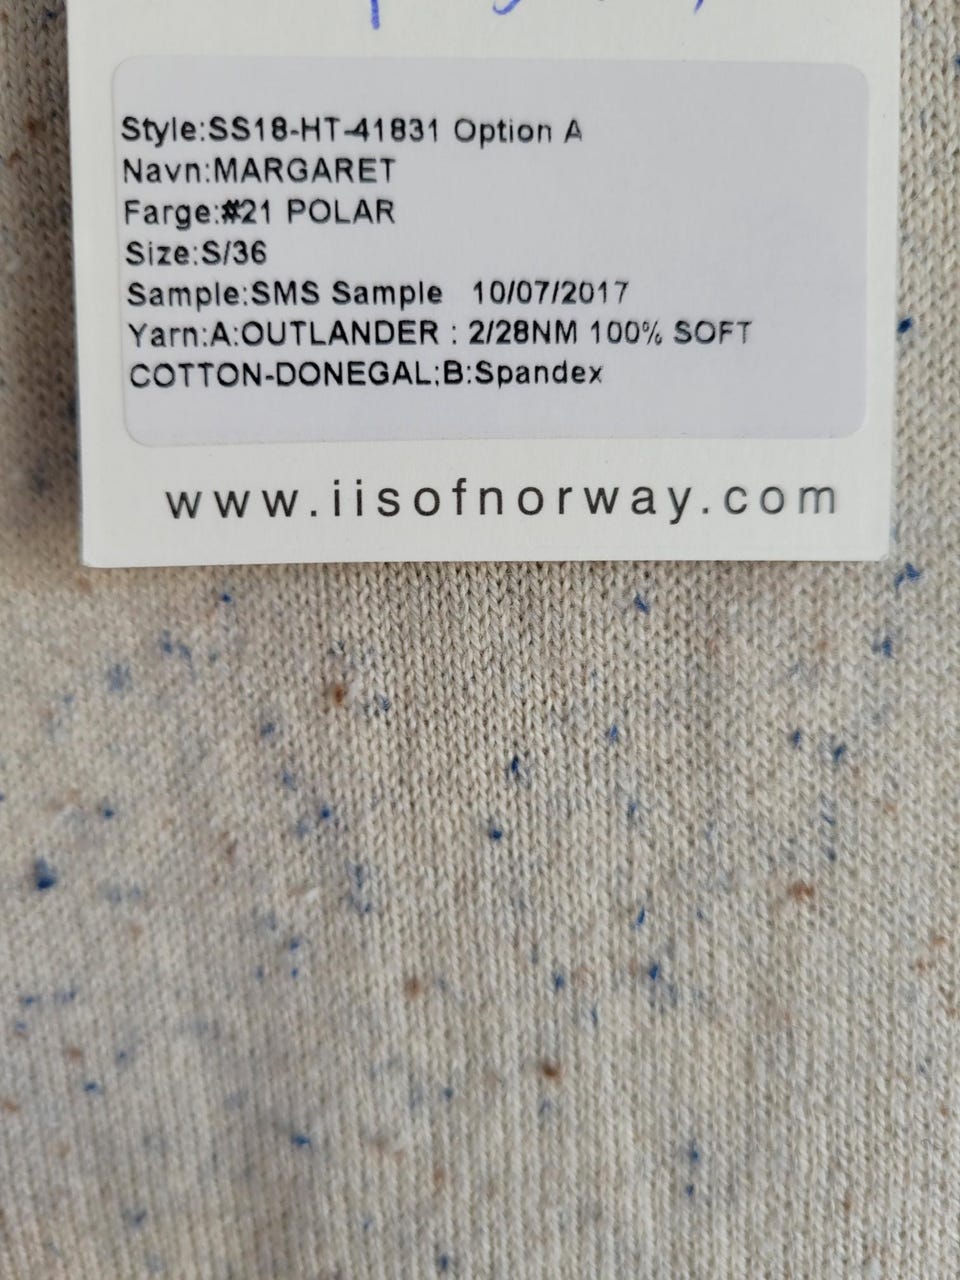 Style:SS18-HT-41831 Option A
Navn:MARGARET
Farge:#21 POLAR
Size:S/36
Sample:SMS Sample 10/07/2017
Yarn:A:OUTLANDER : 2/28NM 100% SOFT
COTTON-DONEGAL;B:Spandex
www.iisofnorway.com